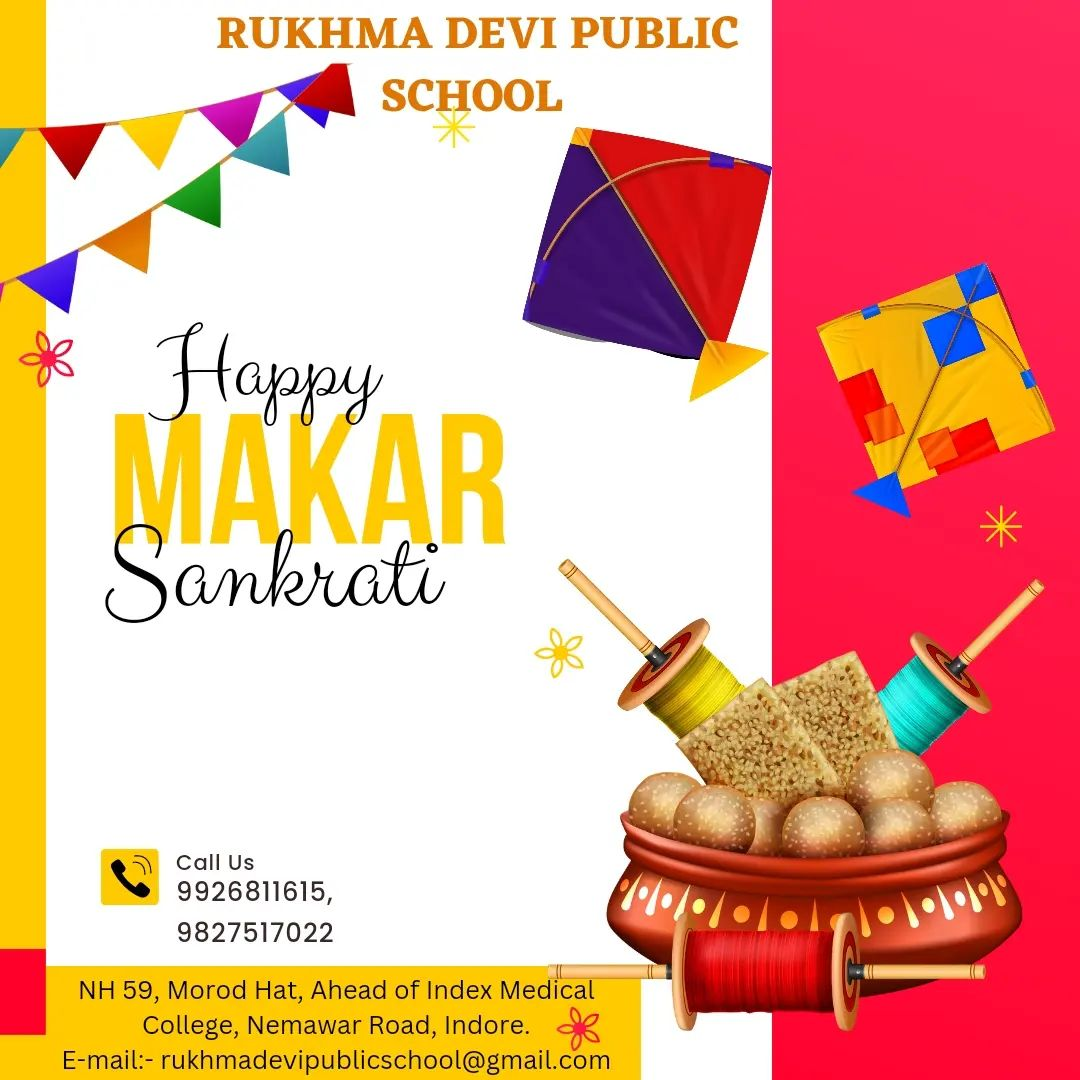 RUKHMA DEVI PUBLIC
SCHOOL
Happy
MAKAR
Sankrati
Call Us
9926811615,
9827517022
NH 59, Morod Hat, Ahead of Index Medical
College, Nemawar Road, Indore.
E-mail:- rukhmadevipublicschool@gmail.com